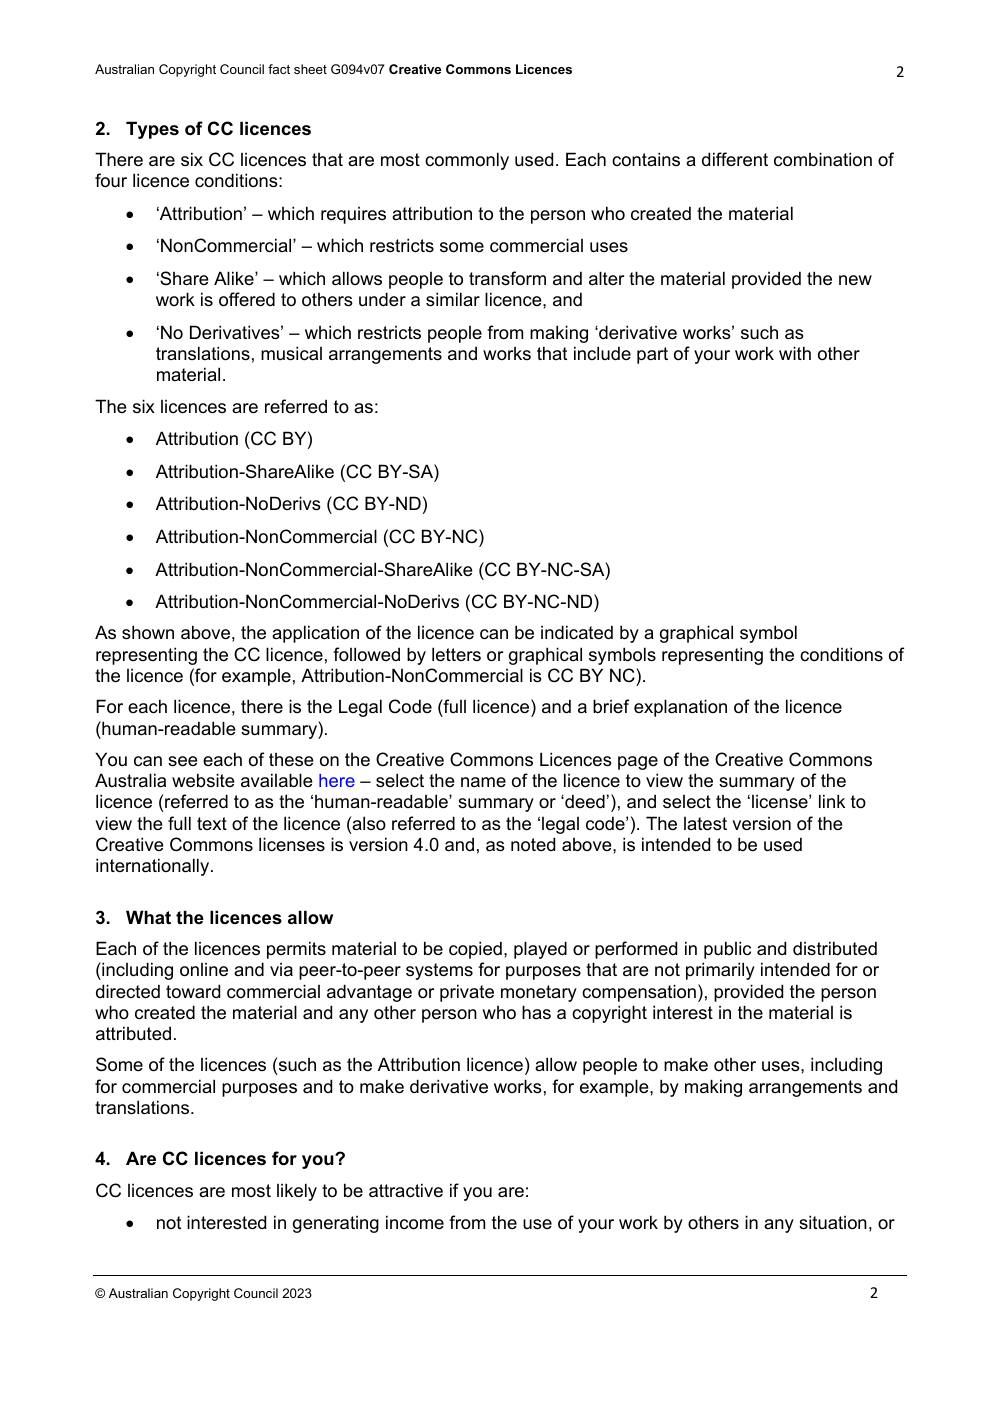 Australian Copyright Council fact sheet G094v07 Creative Commons Licences 2
2. Types of CC licences
There are six CC licences that are most commonly used. Each contains a different combination of
four licence conditions:
• ‘Attribution’ – which requires attribution to the person who created the material
• ‘NonCommercial’ – which restricts some commercial uses
• ‘Share Alike’ – which allows people to transform and alter the material provided the new
work is offered to others under a similar licence, and
• ‘No Derivatives’ – which restricts people from making ‘derivative works’ such as
translations, musical arrangements and works that include part of your work with other
material.
The six licences are referred to as:
• Attribution (CC BY)
• Attribution-ShareAlike (CC BY-SA)
• Attribution-NoDerivs (CC BY-ND)
• Attribution-NonCommercial (CC BY-NC)
• Attribution-NonCommercial-ShareAlike (CC BY-NC-SA)
• Attribution-NonCommercial-NoDerivs (CC BY-NC-ND)
As shown above, the application of the licence can be indicated by a graphical symbol
representing the CC licence, followed by letters or graphical symbols representing the conditions of
the licence (for example, Attribution-NonCommercial is CC BY NC).
For each licence, there is the Legal Code (full licence) and a brief explanation of the licence
(human-readable summary).
You can see each of these on the Creative Commons Licences page of the Creative Commons
Australia website available here – select the name of the licence to view the summary of the
licence (referred to as the ‘human-readable’ summary or ‘deed’), and select the ‘license’ link to
view the full text of the licence (also referred to as the ‘legal code’). The latest version of the
Creative Commons licenses is version 4.0 and, as noted above, is intended to be used
internationally.
3. What the licences allow
Each of the licences permits material to be copied, played or performed in public and distributed
(including online and via peer-to-peer systems for purposes that are not primarily intended for or
directed toward commercial advantage or private monetary compensation), provided the person
who created the material and any other person who has a copyright interest in the material is
attributed.
Some of the licences (such as the Attribution licence) allow people to make other uses, including
for commercial purposes and to make derivative works, for example, by making arrangements and
translations.
4. Are CC licences for you?
CC licences are most likely to be attractive if you are:
• not interested in generating income from the use of your work by others in any situation, or
© Australian Copyright Council 2023 2